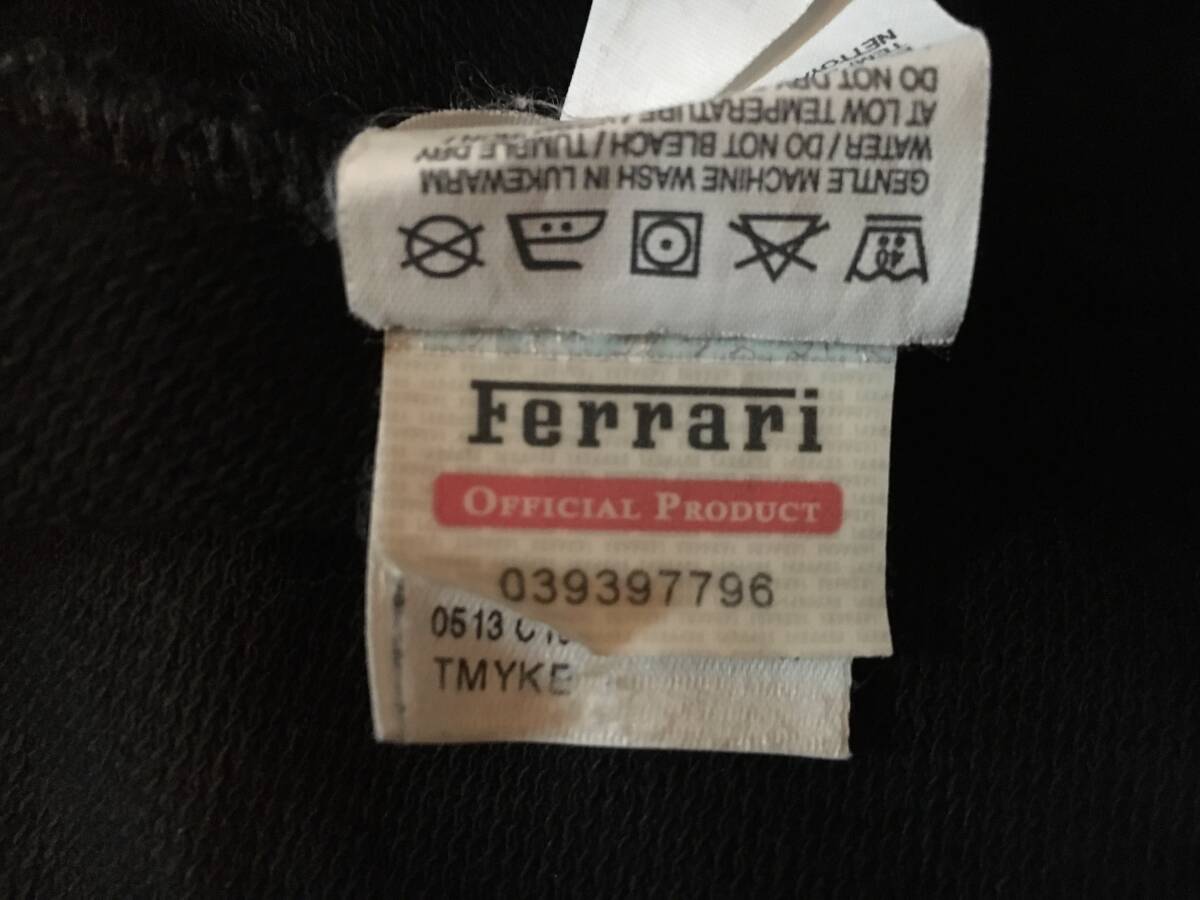 GENTLE MACHINE WASH IN LUKEWARM
WATER / DO NOT BLEACH / TUMBLE DRY
AT LOW TEMPERATURE
DO NOT DRY
40
Ferrari
OFFICIAL PRODUCT
039397796
0513
TMYKE